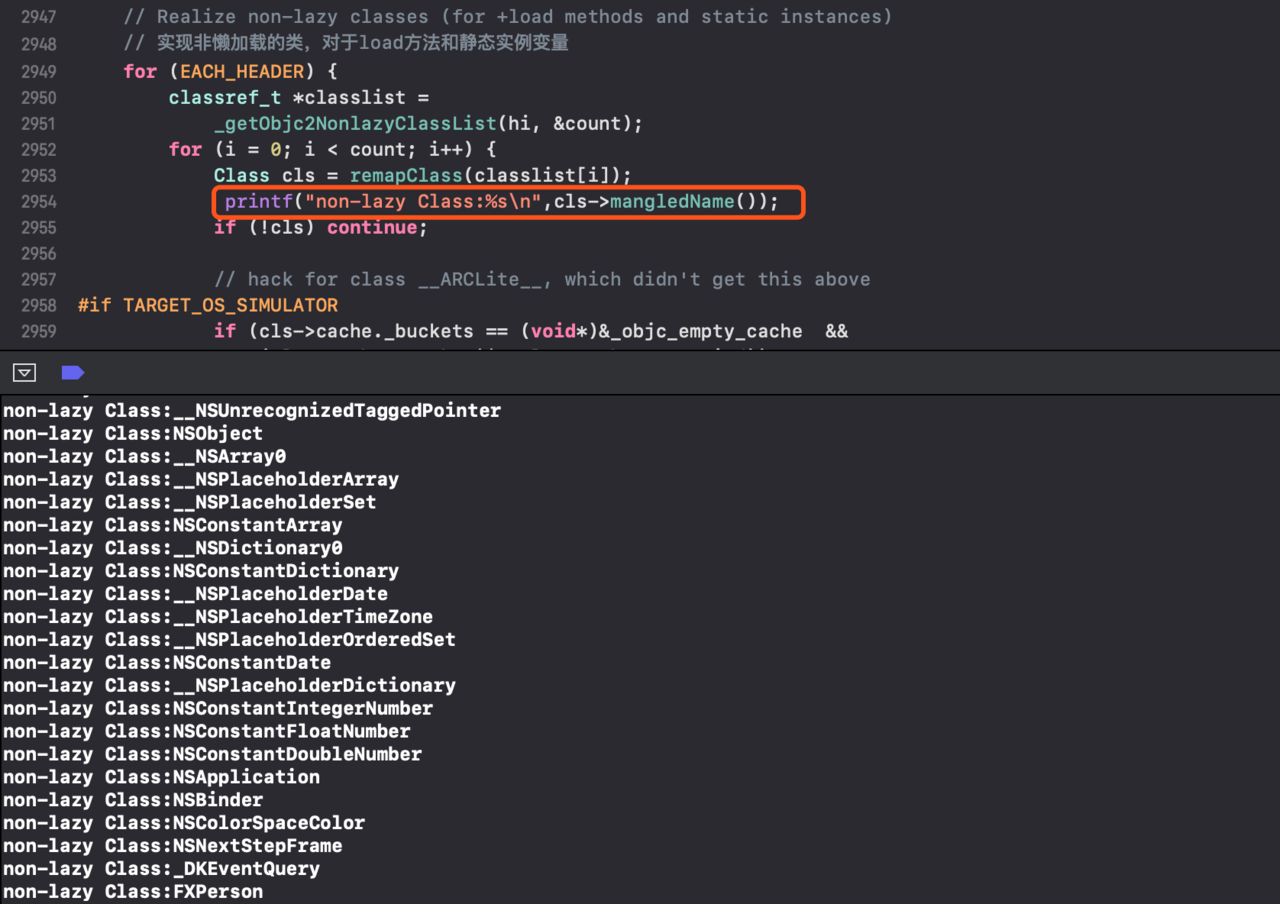 2947 // Realize non-lazy classes (for +load methods and static instances)
2948 // 实现非懒加载的类，对于load方法和静态实例变量
2949 for (EACH_HEADER) {
2950 classref_t *classlist =
2951 _getObjc2NonlazyClassList(hi, &count);
2952 for (i = 0; i < count; i++) {
2953 Class cls = remapClass(classlist[i]);
2954 printf("non-lazy Class:%s\n",cls->mangledName());
2955 if (!cls) continue;
2956
2957 // hack for class __ARCLite__, which didn't get this above
2958 #if TARGET_OS_SIMULATOR
2959 if (cls->cache._buckets == (void*)&_objc_empty_cache &&
non-lazy Class:__NSUnrecognizedTaggedPointer
non-lazy Class:NSObject
non-lazy Class:__NSArray0
non-lazy Class:__NSPlaceholderArray
non-lazy Class:__NSPlaceholderSet
non-lazy Class:NSConstantArray
non-lazy Class:__NSDictionary0
non-lazy Class:NSConstantDictionary
non-lazy Class:__NSPlaceholderDate
non-lazy Class:__NSPlaceholderTimeZone
non-lazy Class:__NSPlaceholderOrderedSet
non-lazy Class:NSConstantDate
non-lazy Class:__NSPlaceholderDictionary
non-lazy Class:NSConstantIntegerNumber
non-lazy Class:NSConstantFloatNumber
non-lazy Class:NSConstantDoubleNumber
non-lazy Class:NSApplication
non-lazy Class:NSBinder
non-lazy Class:NSColorSpaceColor
non-lazy Class:NSNextStepFrame
non-lazy Class:_DKEventQuery
non-lazy Class:FXPerson